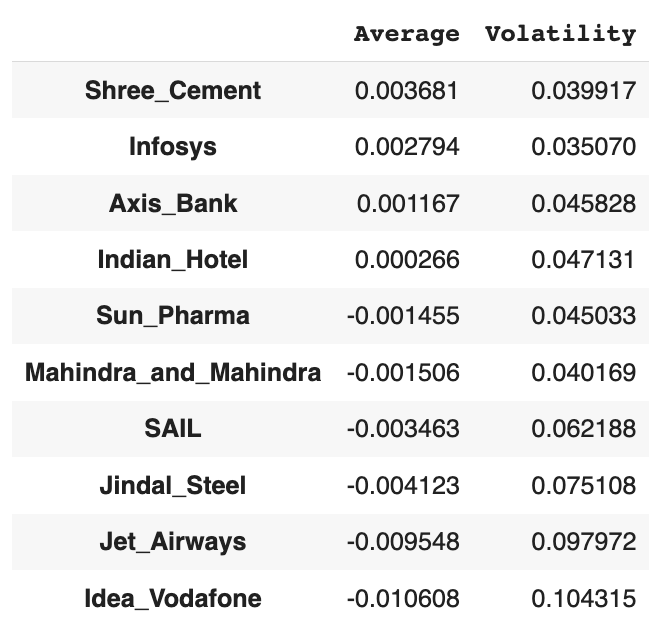 Average Volatility
Shree_Cement 0.003681 0.039917
Infosys 0.002794 0.035070
Axis_Bank 0.001167 0.045828
Indian_Hotel 0.000266 0.047131
Sun_Pharma -0.001455 0.045033
Mahindra_and_Mahindra -0.001506 0.040169
SAIL -0.003463 0.062188
Jindal_Steel -0.004123 0.075108
Jet_Airways -0.009548 0.097972
Idea_Vodafone -0.010608 0.104315